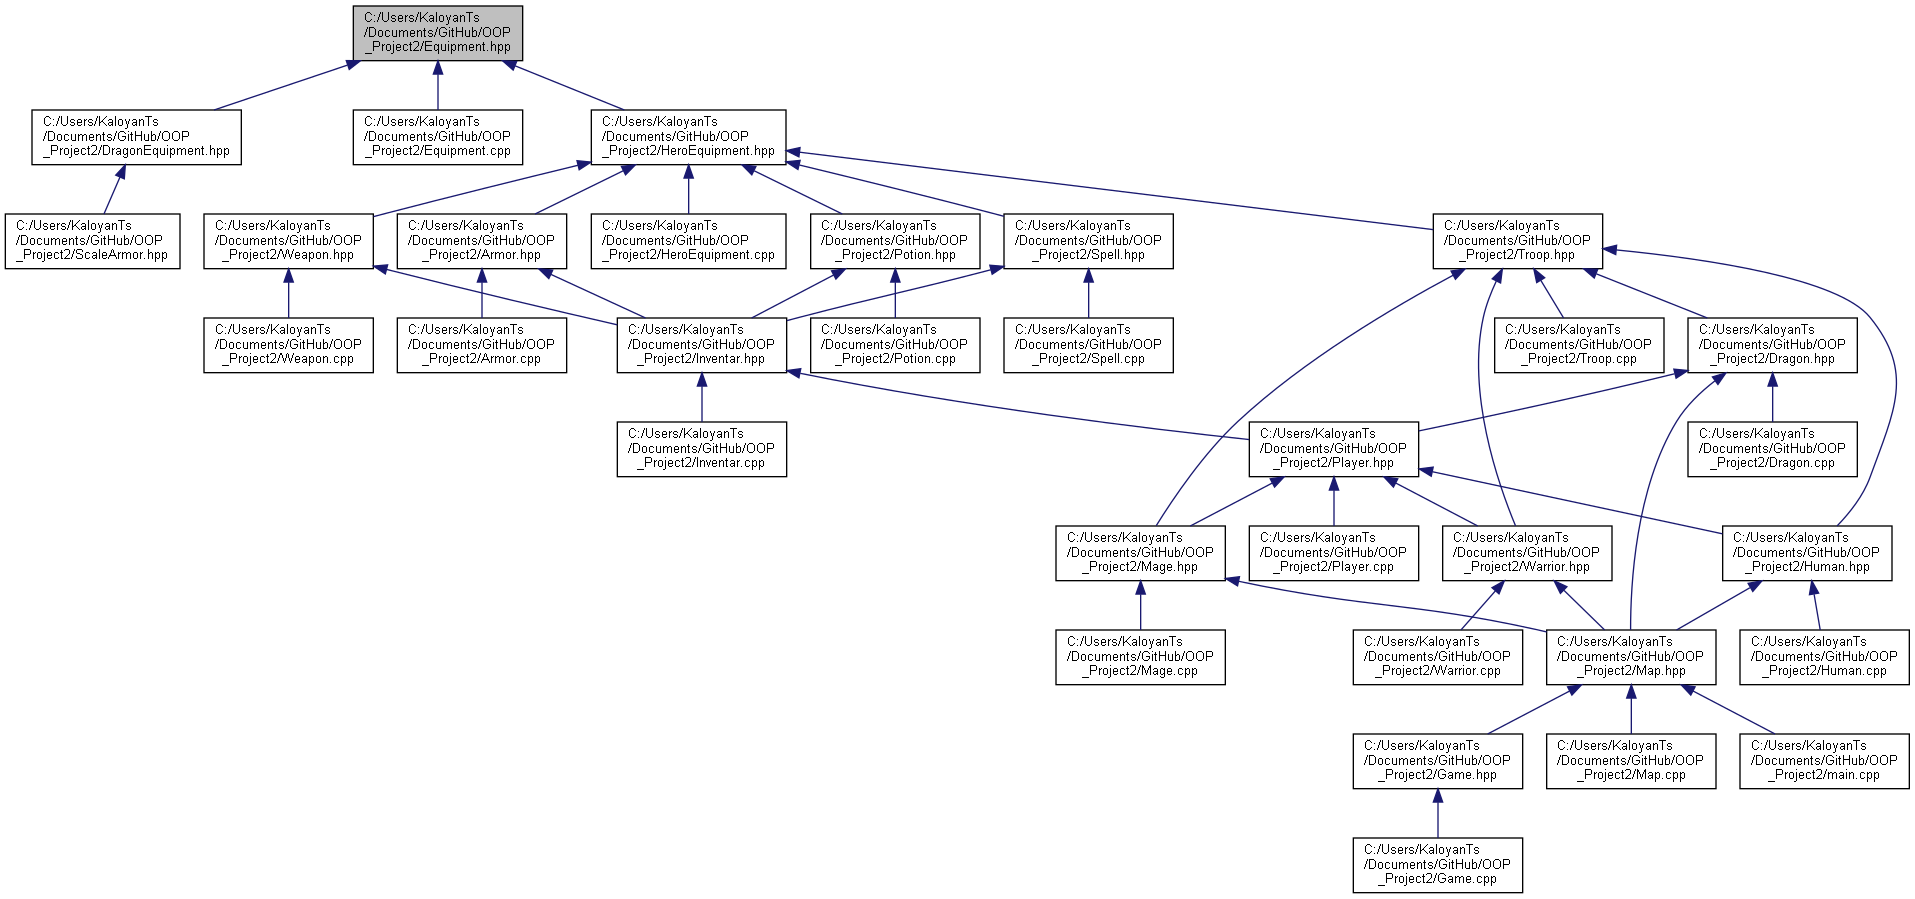 C:/Users/KaloyanTs
/Documents/GitHub/OOP
_Project2/Equipment.hpp
C:/Users/KaloyanTs
/Documents/GitHub/OOP
_Project2/DragonEquipment.hpp
C:/Users/KaloyanTs
/Documents/GitHub/OOP
_Project2/Equipment.cpp
C:/Users/KaloyanTs
/Documents/GitHub/OOP
_Project2/HeroEquipment.hpp
C:/Users/KaloyanTs
/Documents/GitHub/OOP
_Project2/ScaleArmor.hpp
C:/Users/KaloyanTs
/Documents/GitHub/OOP
_Project2/Weapon.hpp
C:/Users/KaloyanTs
/Documents/GitHub/OOP
_Project2/Armor.hpp
C:/Users/KaloyanTs
/Documents/GitHub/OOP
_Project2/HeroEquipment.cpp
C:/Users/KaloyanTs
/Documents/GitHub/OOP
_Project2/Potion.hpp
C:/Users/KaloyanTs
/Documents/GitHub/OOP
_Project2/Spell.hpp
C:/Users/KaloyanTs
/Documents/GitHub/OOP
_Project2/Troop.hpp
C:/Users/KaloyanTs
/Documents/GitHub/OOP
_Project2/Weapon.cpp
C:/Users/KaloyanTs
/Documents/GitHub/OOP
_Project2/Armor.cpp
C:/Users/KaloyanTs
/Documents/GitHub/OOP
_Project2/Inventar.hpp
C:/Users/KaloyanTs
/Documents/GitHub/OOP
_Project2/Potion.cpp
C:/Users/KaloyanTs
/Documents/GitHub/OOP
_Project2/Spell.cpp
C:/Users/KaloyanTs
/Documents/GitHub/OOP
_Project2/Troop.cpp
C:/Users/KaloyanTs
/Documents/GitHub/OOP
_Project2/Dragon.hpp
C:/Users/KaloyanTs
/Documents/GitHub/OOP
_Project2/Inventar.cpp
C:/Users/KaloyanTs
/Documents/GitHub/OOP
_Project2/Player.hpp
C:/Users/KaloyanTs
/Documents/GitHub/OOP
_Project2/Dragon.cpp
C:/Users/KaloyanTs
/Documents/GitHub/OOP
_Project2/Mage.hpp
C:/Users/KaloyanTs
/Documents/GitHub/OOP
_Project2/Player.cpp
C:/Users/KaloyanTs
/Documents/GitHub/OOP
_Project2/Warrior.hpp
C:/Users/KaloyanTs
/Documents/GitHub/OOP
_Project2/Human.hpp
C:/Users/KaloyanTs
/Documents/GitHub/OOP
_Project2/Mage.cpp
C:/Users/KaloyanTs
/Documents/GitHub/OOP
_Project2/Warrior.cpp
C:/Users/KaloyanTs
/Documents/GitHub/OOP
_Project2/Map.hpp
C:/Users/KaloyanTs
/Documents/GitHub/OOP
_Project2/Human.cpp
C:/Users/KaloyanTs
/Documents/GitHub/OOP
_Project2/Game.hpp
C:/Users/KaloyanTs
/Documents/GitHub/OOP
_Project2/Map.cpp
C:/Users/KaloyanTs
/Documents/GitHub/OOP
_Project2/main.cpp
C:/Users/KaloyanTs
/Documents/GitHub/OOP
_Project2/Game.cpp